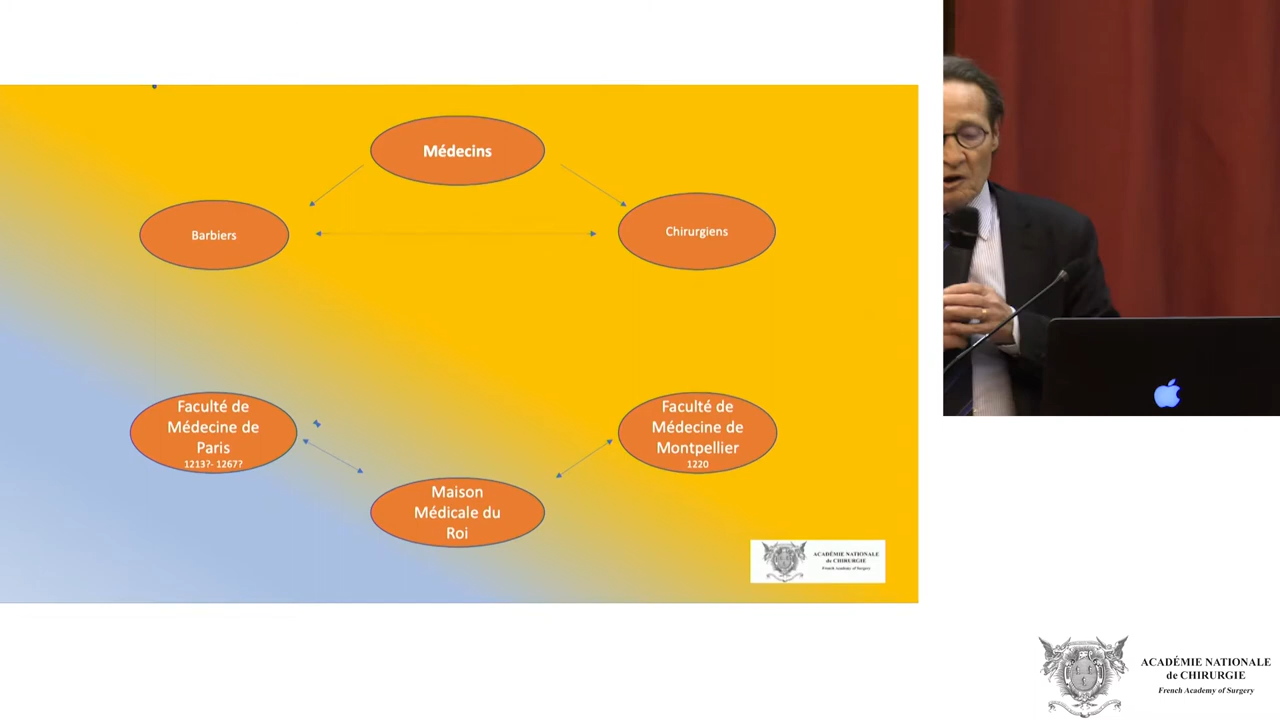 Médecins
Barbiers
Chirurgiens
Faculté de
Médecine de
Paris
1213?- 1267?
Faculté de
Médecine de
Montpellier
1220
Maison
Médicale du
Roi
ACADÉMIE NATIONALE
de CHIRURGIE
French Academy of Surgery
ACADÉMIE NATIONALE
de CHIRURGIE
French Academy of Surgery